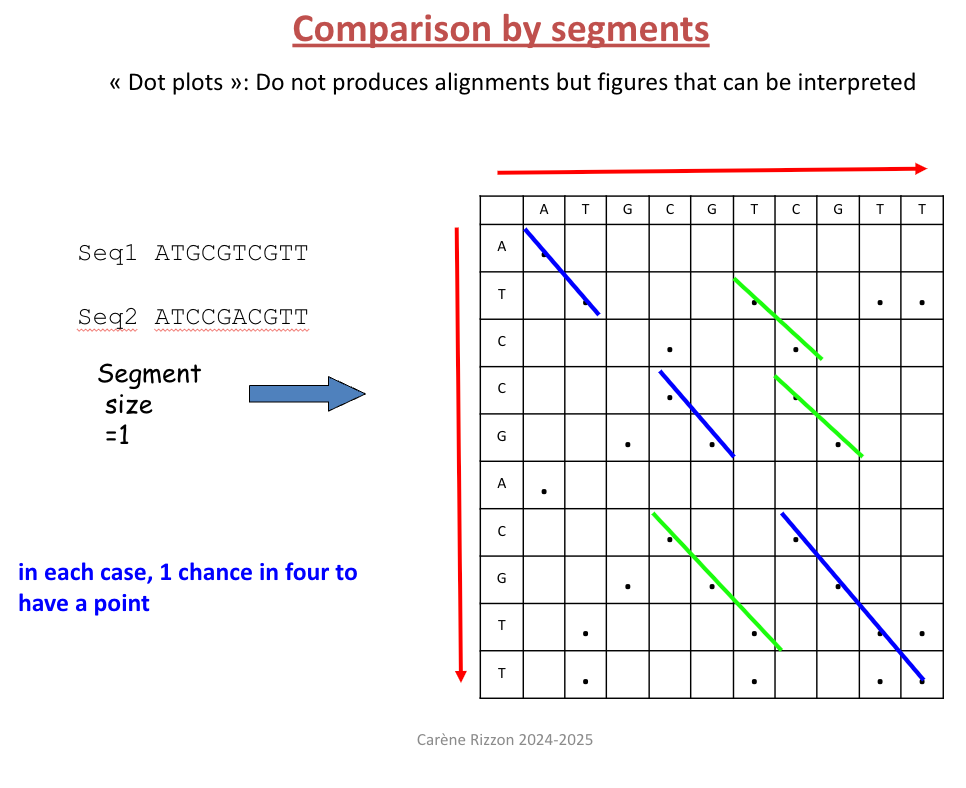 Comparison by segments
« Dot plots »: Do not produces alignments but figures that can be interpreted
A T G C G T C G T T
A
Seq1 ATGCGTCGTT
T
Seq2 ATCCGACGTT
C
Segment
C
size
=1
G
A
C
in each case, 1 chance in four to
G
have a point
T
T
Carène Rizzon 2024-2025